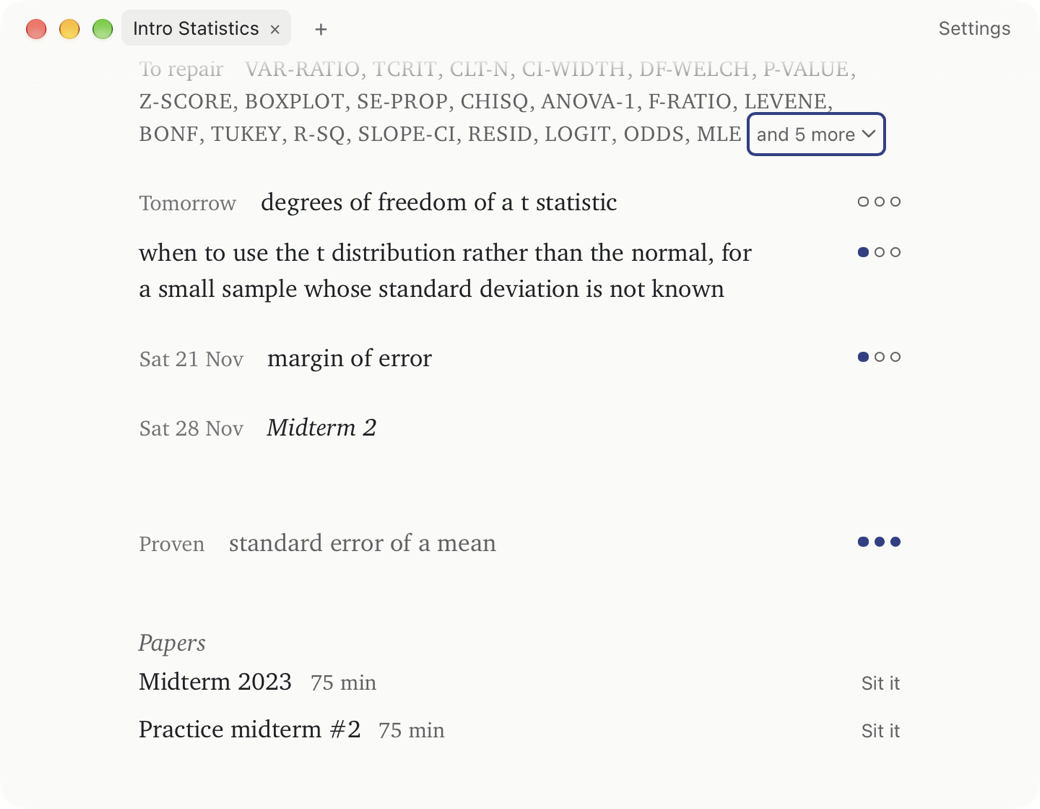 Intro Statistics × +
Settings
To repair VAR-RATIO, TCRIT, CLT-N, CI-WIDTH, DF-WELCH, P-VALUE,
Z-SCORE, BOXPLOT, SE-PROP, CHISQ, ANOVA-1, F-RATIO, LEVENE,
BONF, TUKEY, R-SQ, SLOPE-CI, RESID, LOGIT, ODDS, MLE and 5 more
Tomorrow degrees of freedom of a t statistic
when to use the t distribution rather than the normal, for
a small sample whose standard deviation is not known
Sat 21 Nov margin of error
Sat 28 Nov Midterm 2
Proven standard error of a mean
Papers
Midterm 2023 75 min Sit it
Practice midterm #2 75 min Sit it